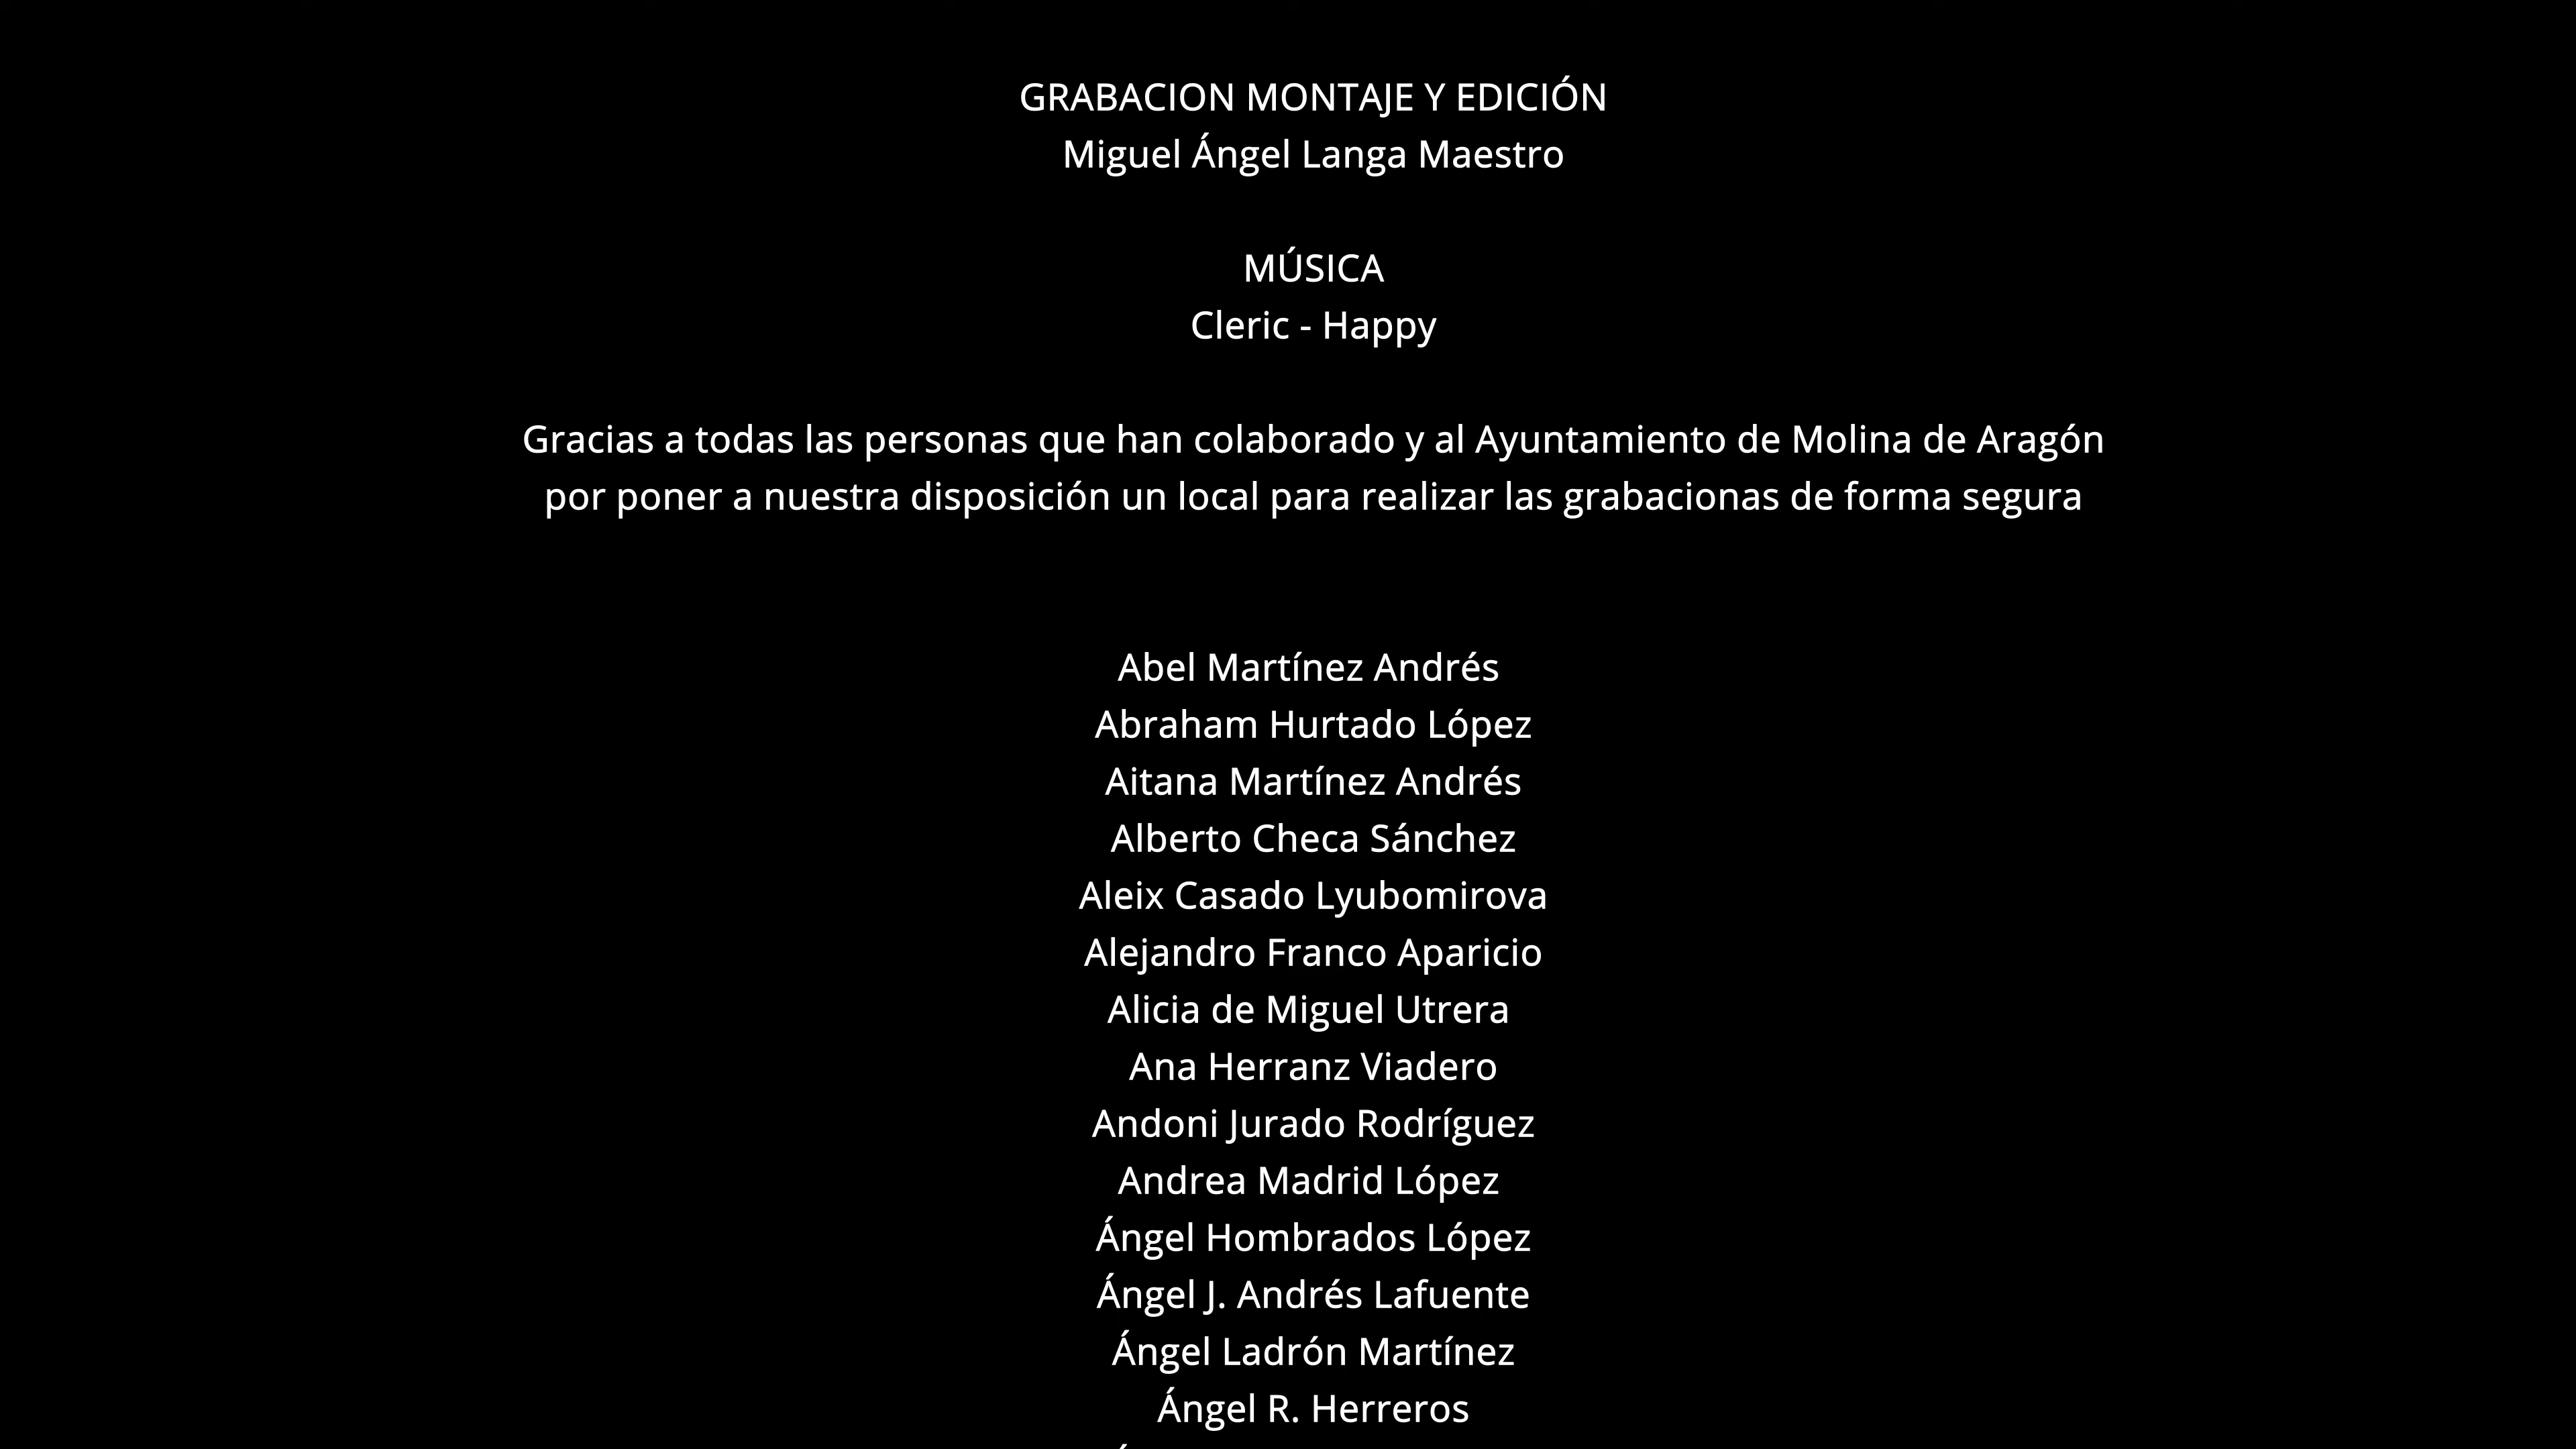 GRABACION MONTAJE Y EDICIÓN
Miguel Ángel Langa Maestro
MÚSICA
Cleric - Happy
Gracias a todas las personas que han colaborado y al Ayuntamiento de Molina de Aragón
por poner a nuestra disposición un local para realizar las grabacionas de forma segura
Abel Martínez Andrés
Abraham Hurtado López
Aitana Martínez Andrés
Alberto Checa Sánchez
Aleix Casado Lyubomirova
Alejandro Franco Aparicio
Alicia de Miguel Utrera
Ana Herranz Viadero
Andoni Jurado Rodríguez
Andrea Madrid López
Ángel Hombrados López
Ángel J. Andrés Lafuente
Ángel Ladrón Martínez
Ángel R. Herreros